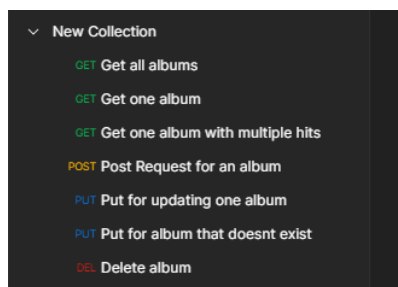 New Collection
GET Get all albums
GET Get one album
GET Get one album with multiple hits
POST Post Request for an album
PUT Put for updating one album
PUT Put for album that doesnt exist
DEL Delete album